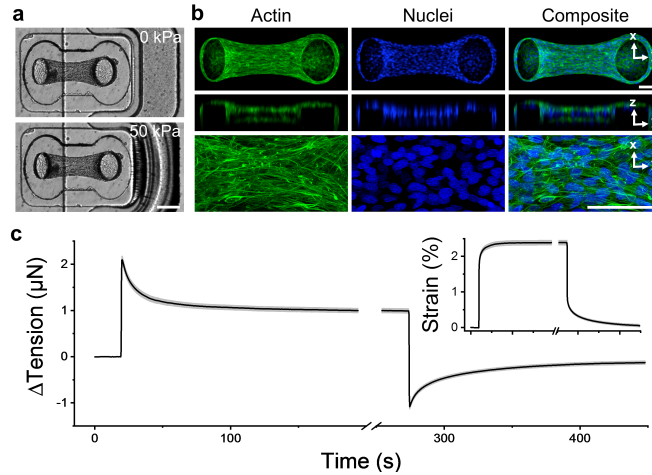 a
0 kPa
50 kPa
b
Actin
Nuclei
Composite
x
z
x
c
ΔTension (µN)
2
1
0
-1
0
100
300
400
Time (s)
Strain (%)
2
1
0